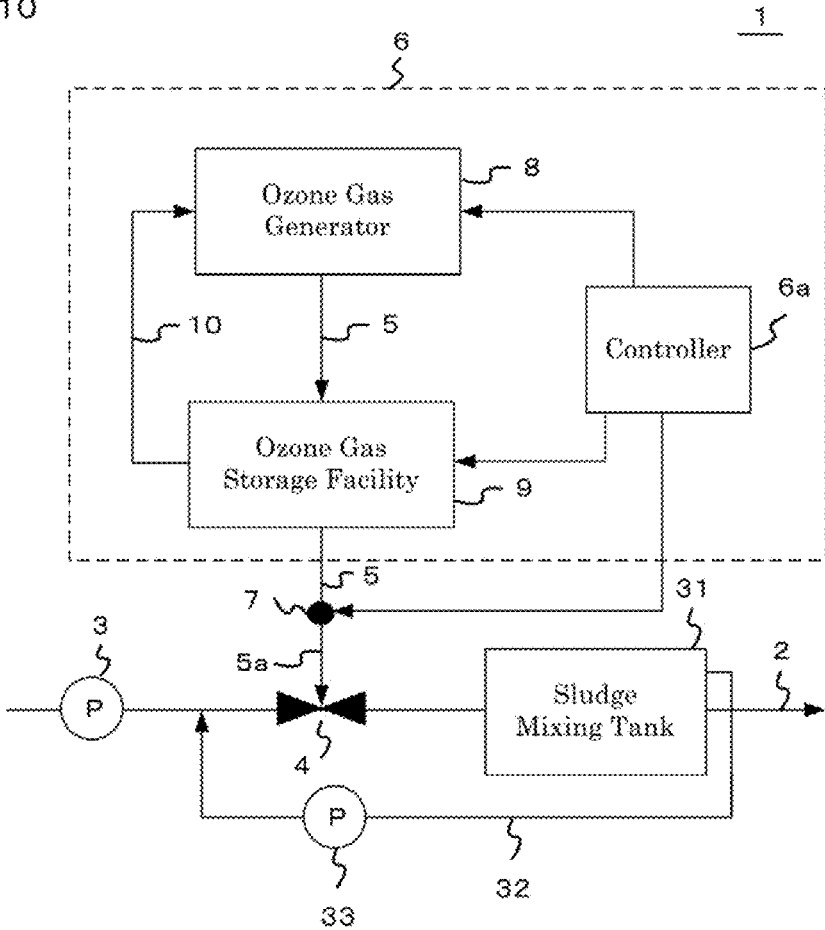 10
1
6
Ozone Gas
Generator
8
6a
Controller
10
5
Ozone Gas
Storage Facility
9
5
7
31
3
5a
2
P
Sludge
Mixing Tank
4
P
32
33